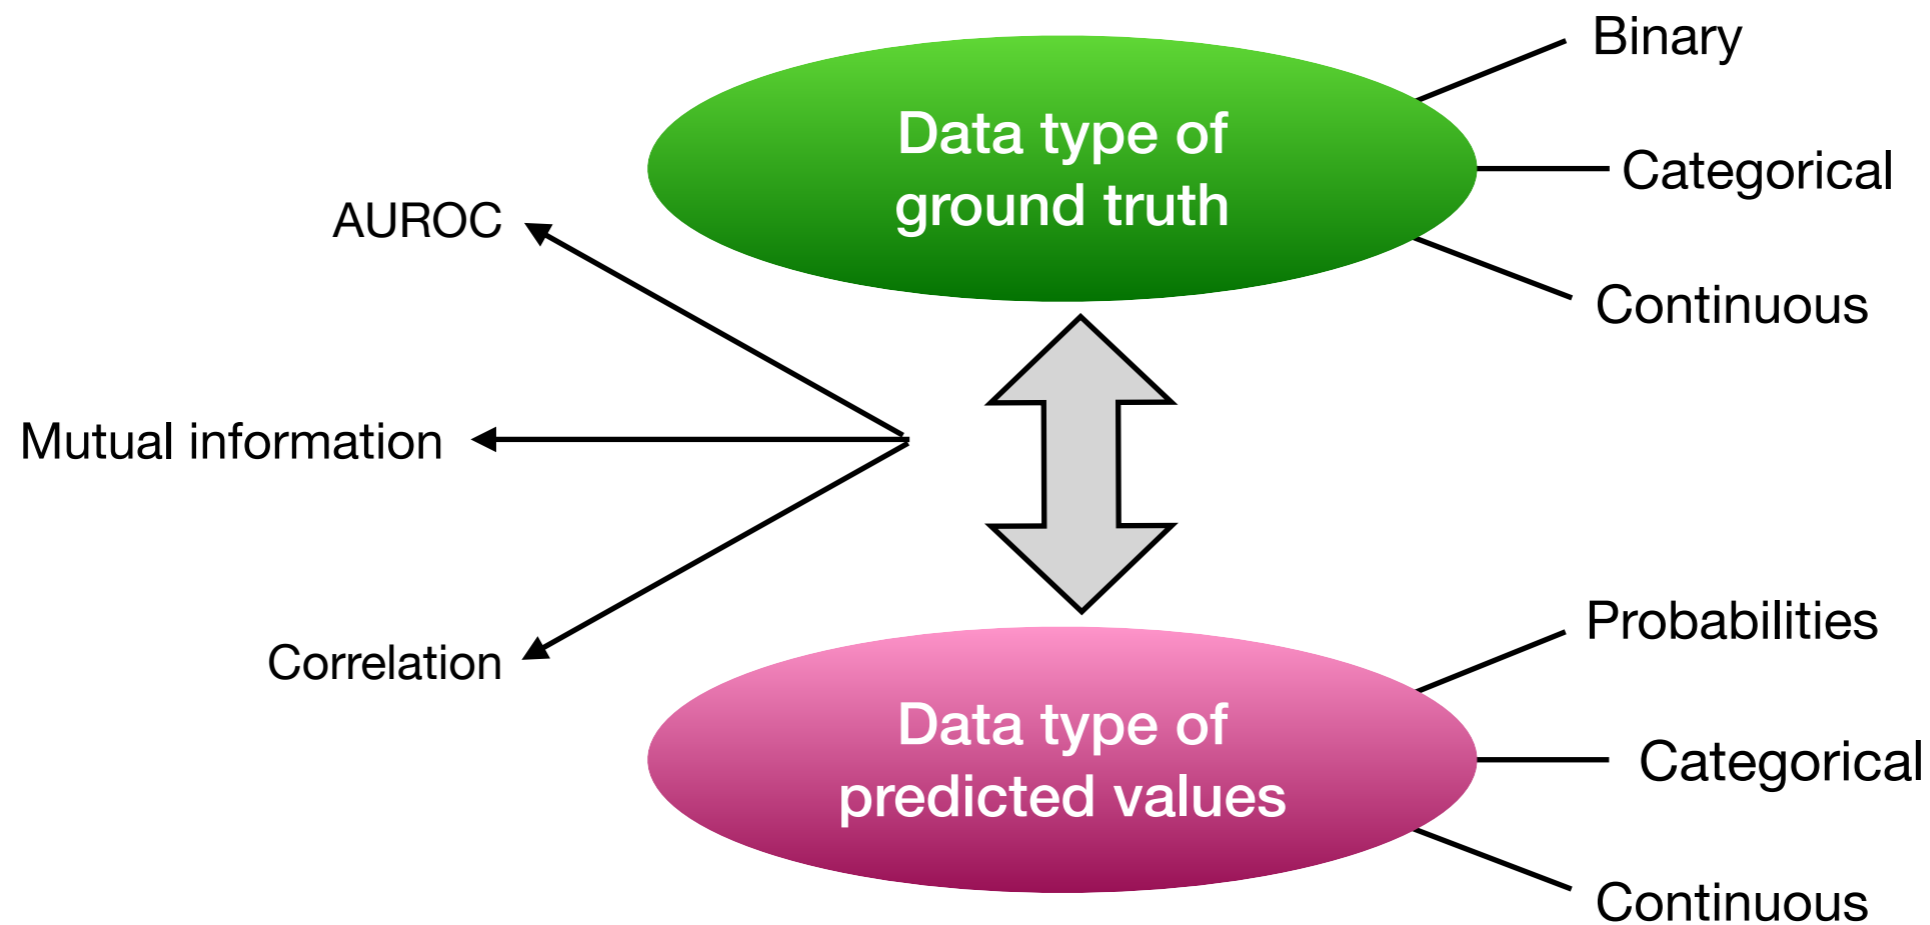 Binary
Data type of
ground truth
Categorical
AUROC
Continuous
Mutual information
Correlation
Probabilities
Data type of
predicted values
Categorical
Continuous